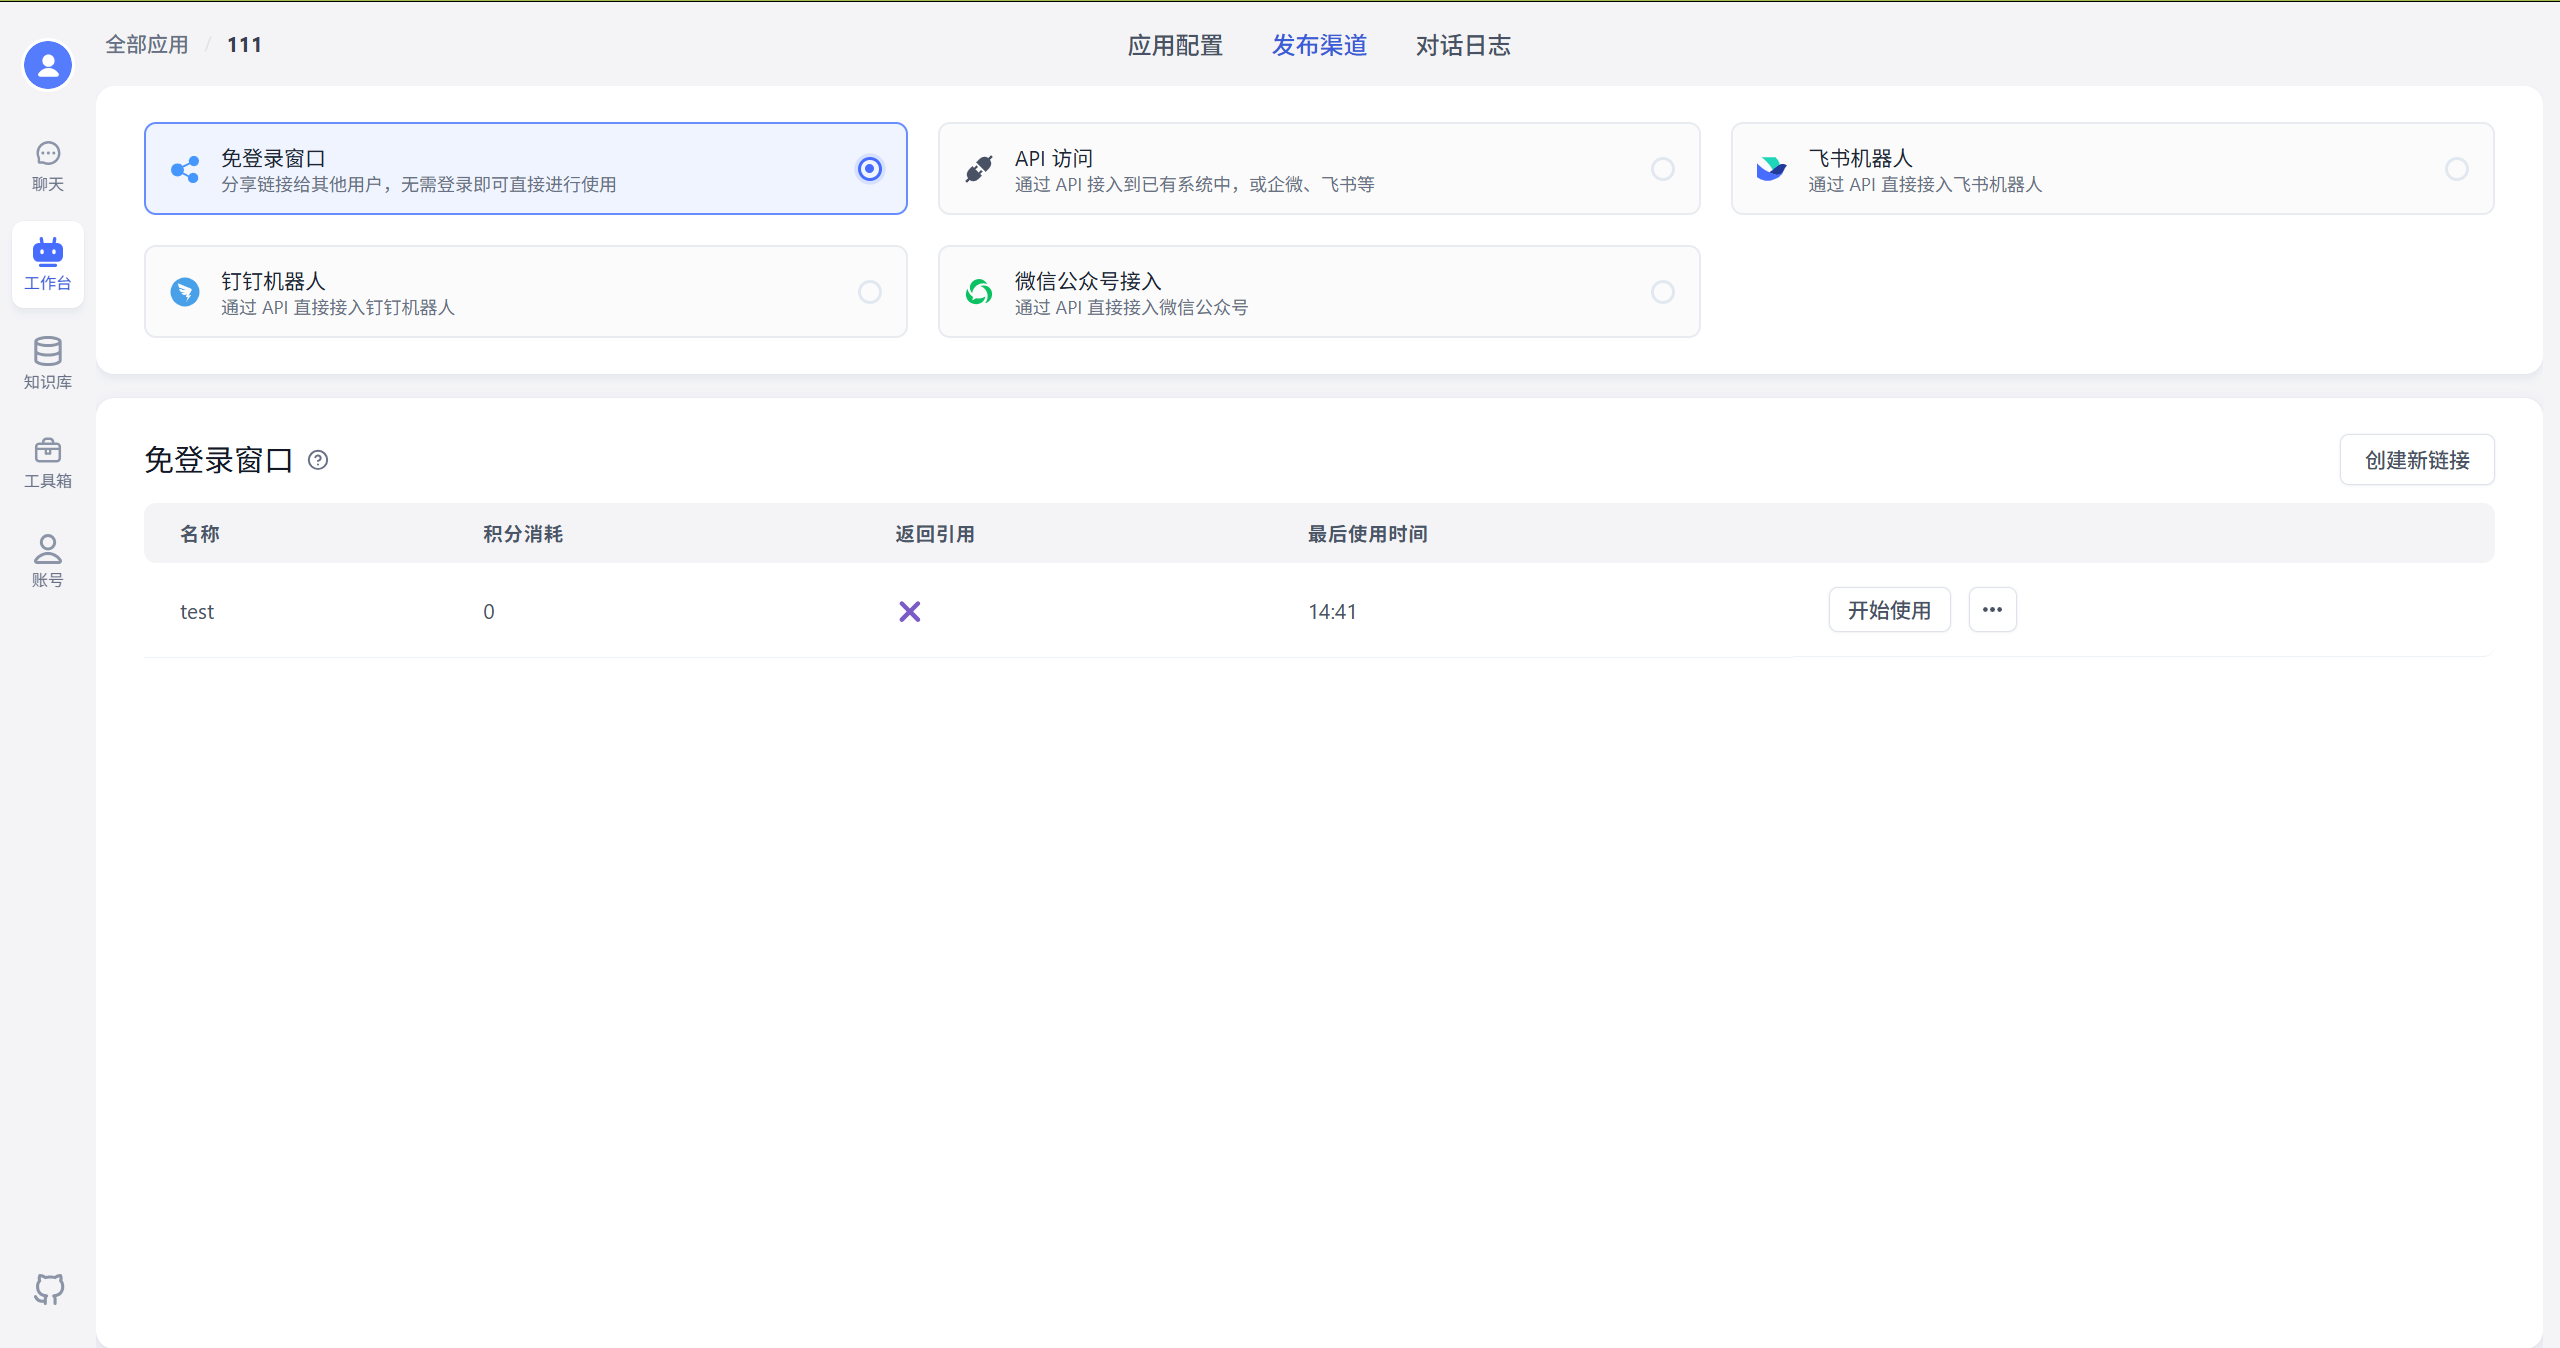 全部应用 / 111
应用配置 发布渠道 对话日志
聊天
工作台
知识库
工具箱
账号
免登录窗口
分享链接给其他用户，无需登录即可直接进行使用
API 访问
通过 API 接入到已有系统中，或企微、飞书等
飞书机器人
通过 API 直接接入飞书机器人
钉钉机器人
通过 API 直接接入钉钉机器人
微信公众号接入
通过 API 直接接入微信公众号
免登录窗口
创建新链接
名称 积分消耗 返回引用 最后使用时间
test 0 14:41 开始使用